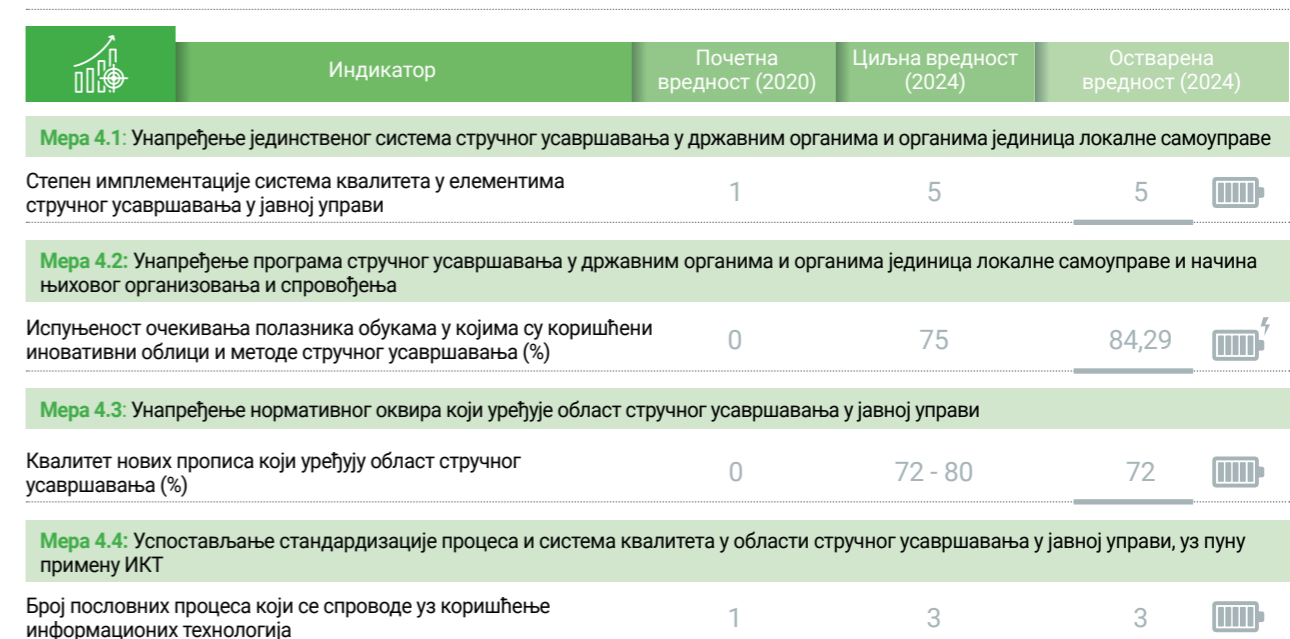 Индикатор
Почетна
вредност (2020)
Циљна вредност
(2024)
Остварена
вредност (2024)
Мера 4.1: Унапређење јединственог система стручног усавршавања у државним органима и органима јединица локалне самоуправе
Степен имплементације система квалитета у елементима
стручног усавршавања у јавној управи
1
5
5
Мера 4.2: Унапређење програма стручног усавршавања у државним органима и органима јединица локалне самоуправе и начина
њиховог организовања и спровођења
Испуњеност очекивања полазника обукама у којима су коришћени
иновативни облици и методе стручног усавршавања (%)
0
75
84,29
Мера 4.3: Унапређење нормативног оквира који уређује област стручног усавршавања у јавној управи
Квалитет нових прописа који уређују област стручног
усавршавања (%)
0
72 - 80
72
Мера 4.4: Успостављање стандардизације процеса и система квалитета у области стручног усавршавања у јавној управи, уз пуну
примену ИКТ
Број пословних процеса који се спроводе уз коришћење
информационих технологија
1
3
3